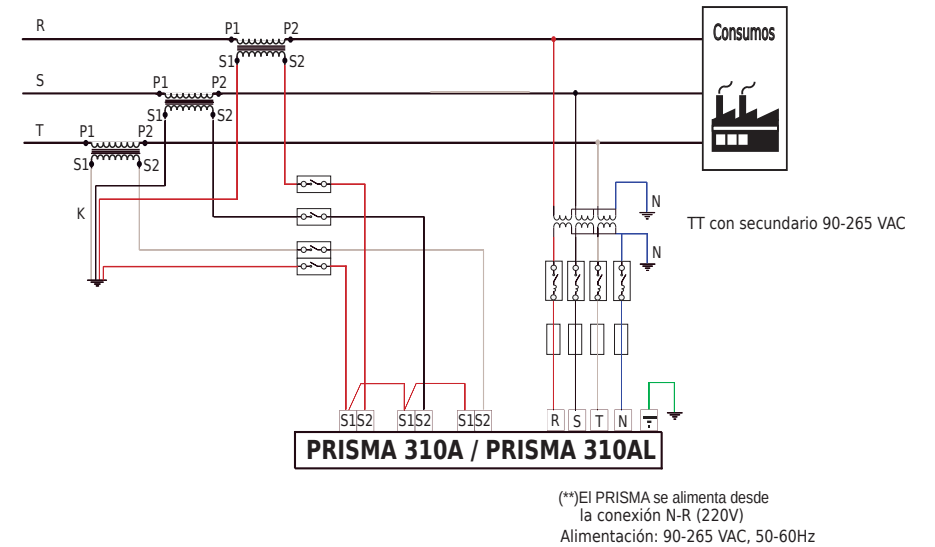 R
P1 P2
Consumos
S1 S2
S
P1 P2
S1 S2
T
P1 P2
S1 S2
K
N
TT con secundario 90-265 VAC
N
S1 S2 S1 S2 S1 S2 R S T N
PRISMA 310A / PRISMA 310AL
(**)El PRISMA se alimenta desde
la conexión N-R (220V)
Alimentación: 90-265 VAC, 50-60Hz